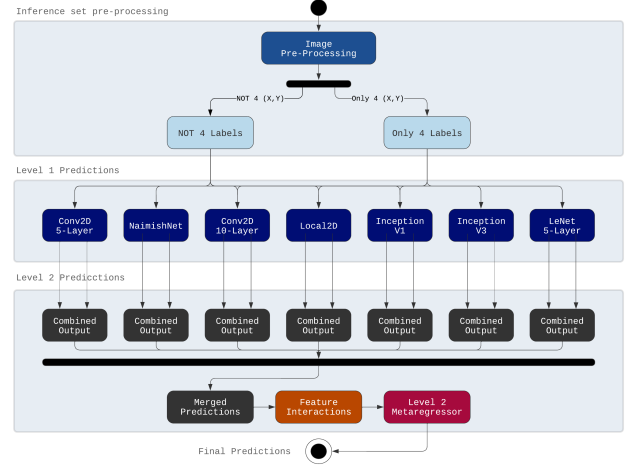 Inference set pre-processing
Image
Pre-Processing
NOT 4 (X,Y)
Only 4 (X,Y)
NOT 4 Labels
Only 4 Labels
Level 1 Predictions
Conv2D
5-Layer
NaimishNet
Conv2D
10-Layer
Local2D
Inception
V1
Inception
V3
LeNet
5-Layer
Level 2 Predicctions
Combined
Output
Combined
Output
Combined
Output
Combined
Output
Combined
Output
Combined
Output
Combined
Output
Merged
Predictions
Feature
Interactions
Level 2
Metaregressor
Final Predictions